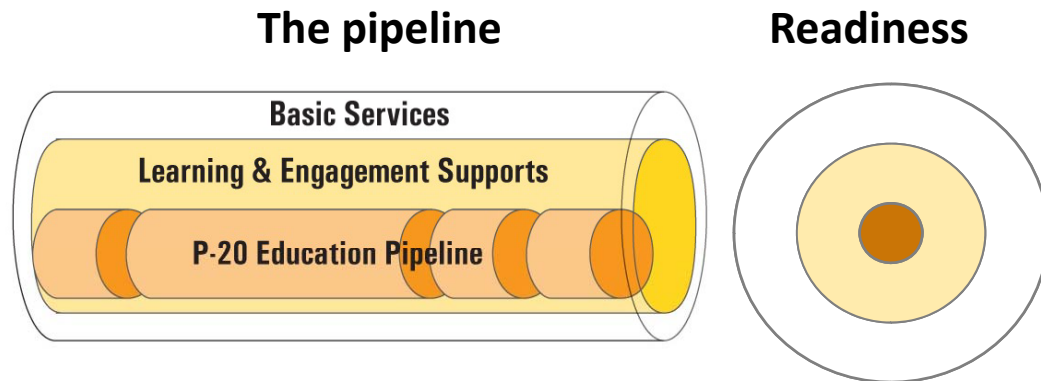 The pipeline
Readiness
Basic Services
Learning & Engagement Supports
P-20 Education Pipeline